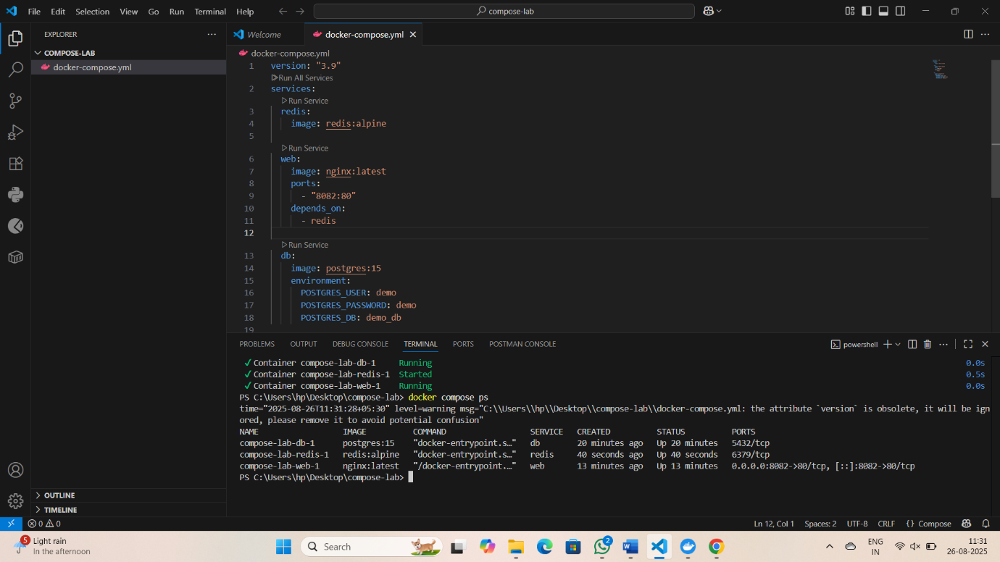 File Edit Selection View Go Run Terminal Help
compose-lab
EXPLORER
COMPOSE-LAB
docker-compose.yml
OUTLINE
TIMELINE
Welcome
docker-compose.yml
docker-compose.yml
1 version: "3.9"
Run All Services
2 services:
Run Service
3 redis:
4 image: redis:alpine
5
Run Service
6 web:
7 image: nginx:latest
8 ports:
9 - "8082:80"
10 depends_on:
11 - redis
12
Run Service
13 db:
14 image: postgres:15
15 environment:
16 POSTGRES_USER: demo
17 POSTGRES_PASSWORD: demo
18 POSTGRES_DB: demo_db
19
PROBLEMS OUTPUT DEBUG CONSOLE TERMINAL PORTS POSTMAN CONSOLE
powershell
✓ Container compose-lab-db-1 Running 0.0s
✓ Container compose-lab-redis-1 Started 0.5s
✓ Container compose-lab-web-1 Running 0.0s
PS C:\Users\hp\Desktop\compose-lab> docker compose ps
time="2025-08-26T11:31:28+05:30" level=warning msg="C:\\Users\\hp\\Desktop\\compose-lab\\docker-compose.yml: the attribute `version` is obsolete, it will be ign
ored, please remove it to avoid potential confusion"
NAME IMAGE COMMAND SERVICE CREATED STATUS PORTS
compose-lab-db-1 postgres:15 "docker-entrypoint.s…" db 20 minutes ago Up 20 minutes 5432/tcp
compose-lab-redis-1 redis:alpine "docker-entrypoint.s…" redis 40 seconds ago Up 40 seconds 6379/tcp
compose-lab-web-1 nginx:latest "/docker-entrypoint.…" web 13 minutes ago Up 13 minutes 0.0.0.0:8082->80/tcp, [::]:8082->80/tcp
PS C:\Users\hp\Desktop\compose-lab>
0 0
Ln 12, Col 1 Spaces: 2 UTF-8 CRLF {} Compose
5
Light rain
In the afternoon
Search
2
ENG
IN
11:31
26-08-2025